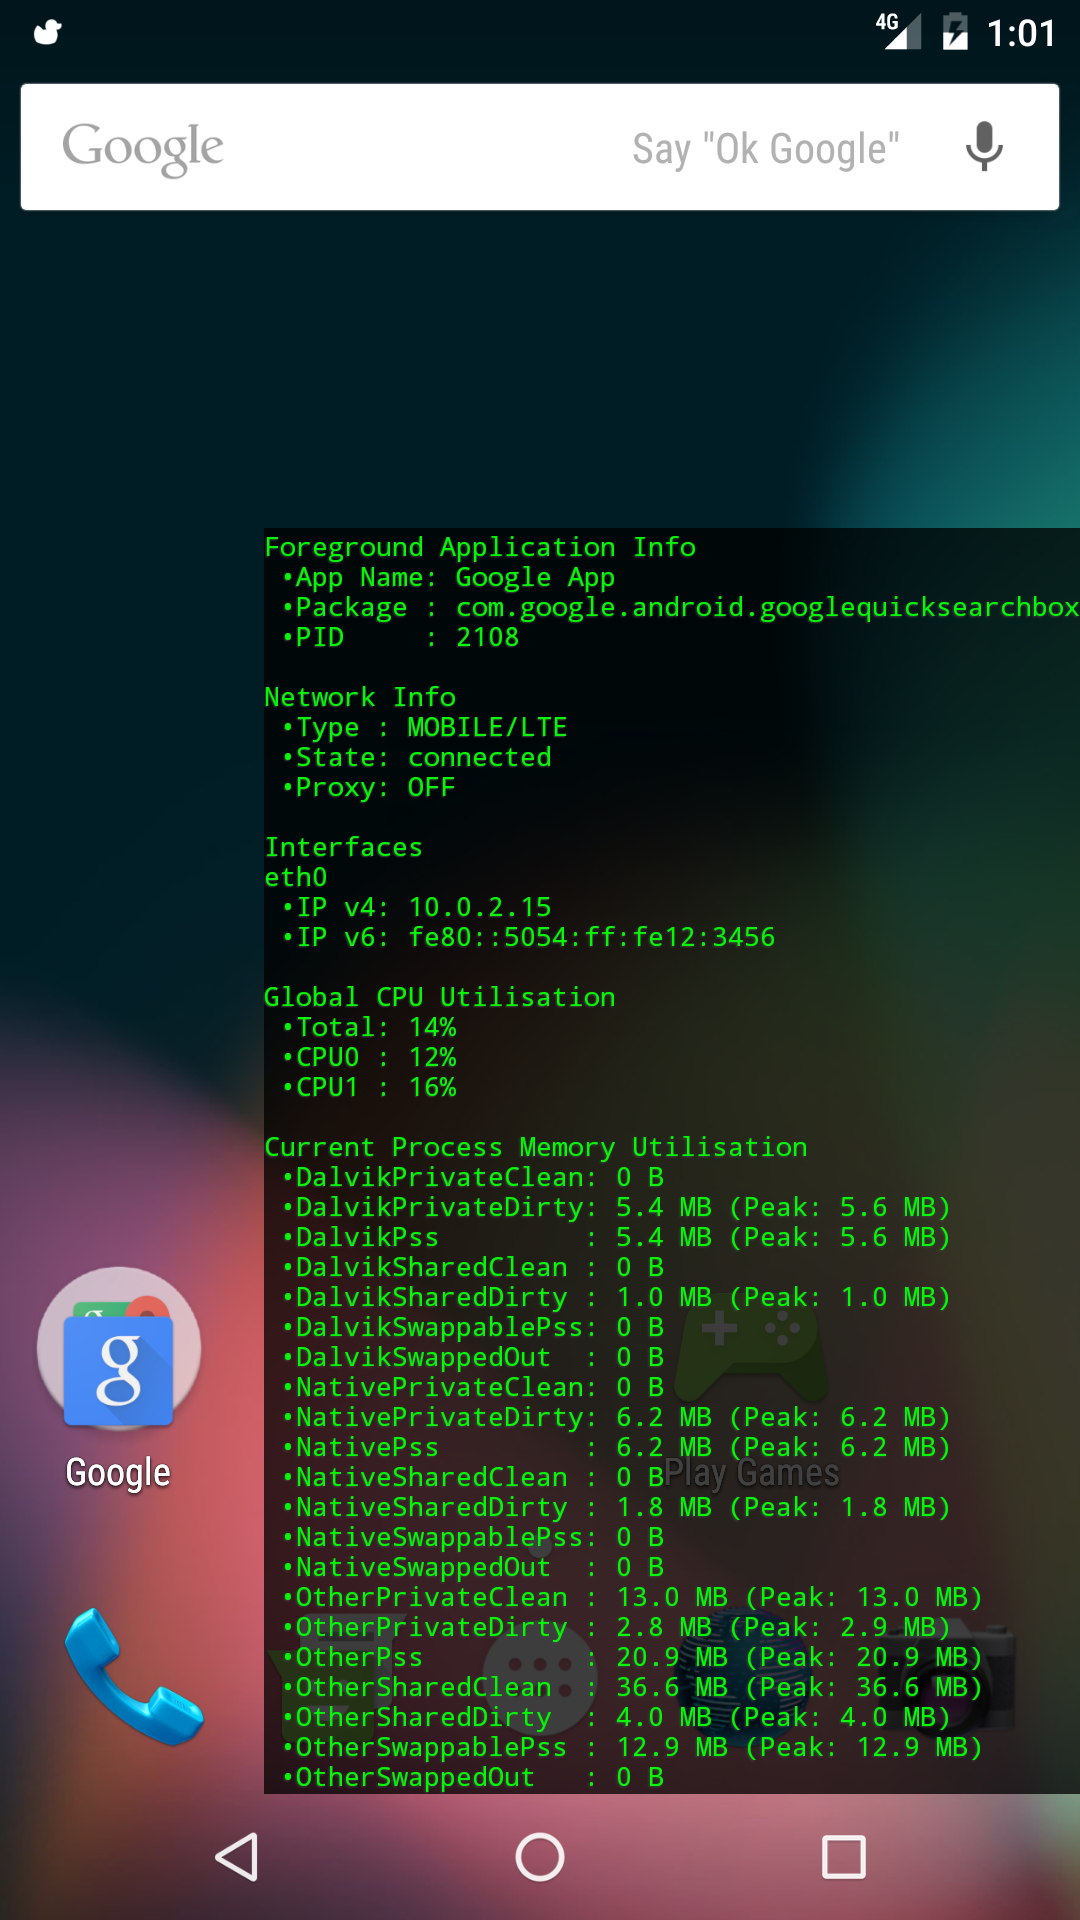 4G 1:01
Google Say "Ok Google"
Foreground Application Info
•App Name: Google App
•Package : com.google.android.googlequicksearchbox
•PID     : 2108
Network Info
•Type : MOBILE/LTE
•State: connected
•Proxy: OFF
Interfaces
eth0
•IP v4: 10.0.2.15
•IP v6: fe80::5054:ff:fe12:3456
Global CPU Utilisation
•Total: 14%
•CPU0 : 12%
•CPU1 : 16%
Current Process Memory Utilisation
•DalvikPrivateClean: 0 B
•DalvikPrivateDirty: 5.4 MB (Peak: 5.6 MB)
•DalvikPss         : 5.4 MB (Peak: 5.6 MB)
•DalvikSharedClean : 0 B
•DalvikSharedDirty : 1.0 MB (Peak: 1.0 MB)
•DalvikSwappablePss: 0 B
•DalvikSwappedOut  : 0 B
•NativePrivateClean: 0 B
•NativePrivateDirty: 6.2 MB (Peak: 6.2 MB)
•NativePss         : 6.2 MB (Peak: 6.2 MB)
•NativeSharedClean : 0 B
•NativeSharedDirty : 1.8 MB (Peak: 1.8 MB)
•NativeSwappablePss: 0 B
•NativeSwappedOut  : 0 B
•OtherPrivateClean : 13.0 MB (Peak: 13.0 MB)
•OtherPrivateDirty : 2.8 MB (Peak: 2.9 MB)
•OtherPss          : 20.9 MB (Peak: 20.9 MB)
•OtherSharedClean  : 36.6 MB (Peak: 36.6 MB)
•OtherSharedDirty  : 4.0 MB (Peak: 4.0 MB)
•OtherSwappablePss : 12.9 MB (Peak: 12.9 MB)
•OtherSwappedOut   : 0 B
g
Google
Play Games